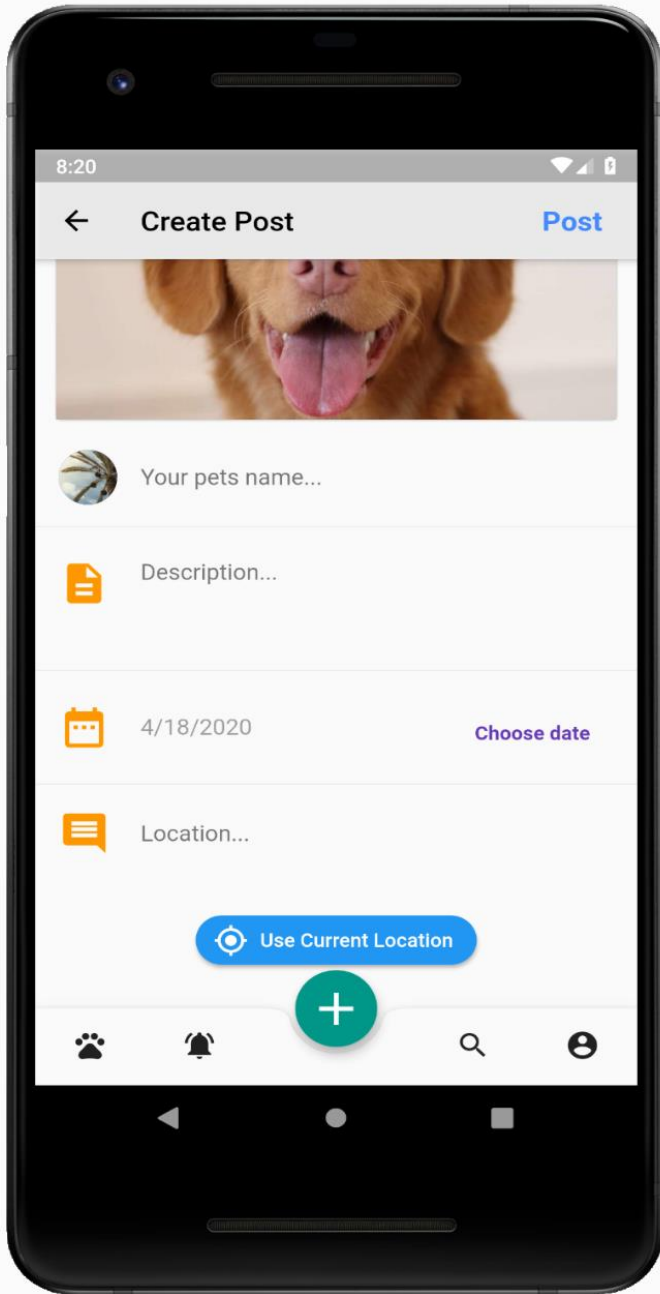 8:20
Create Post
Post
Your pets name...
Description...
4/18/2020
Choose date
Location...
Use Current Location